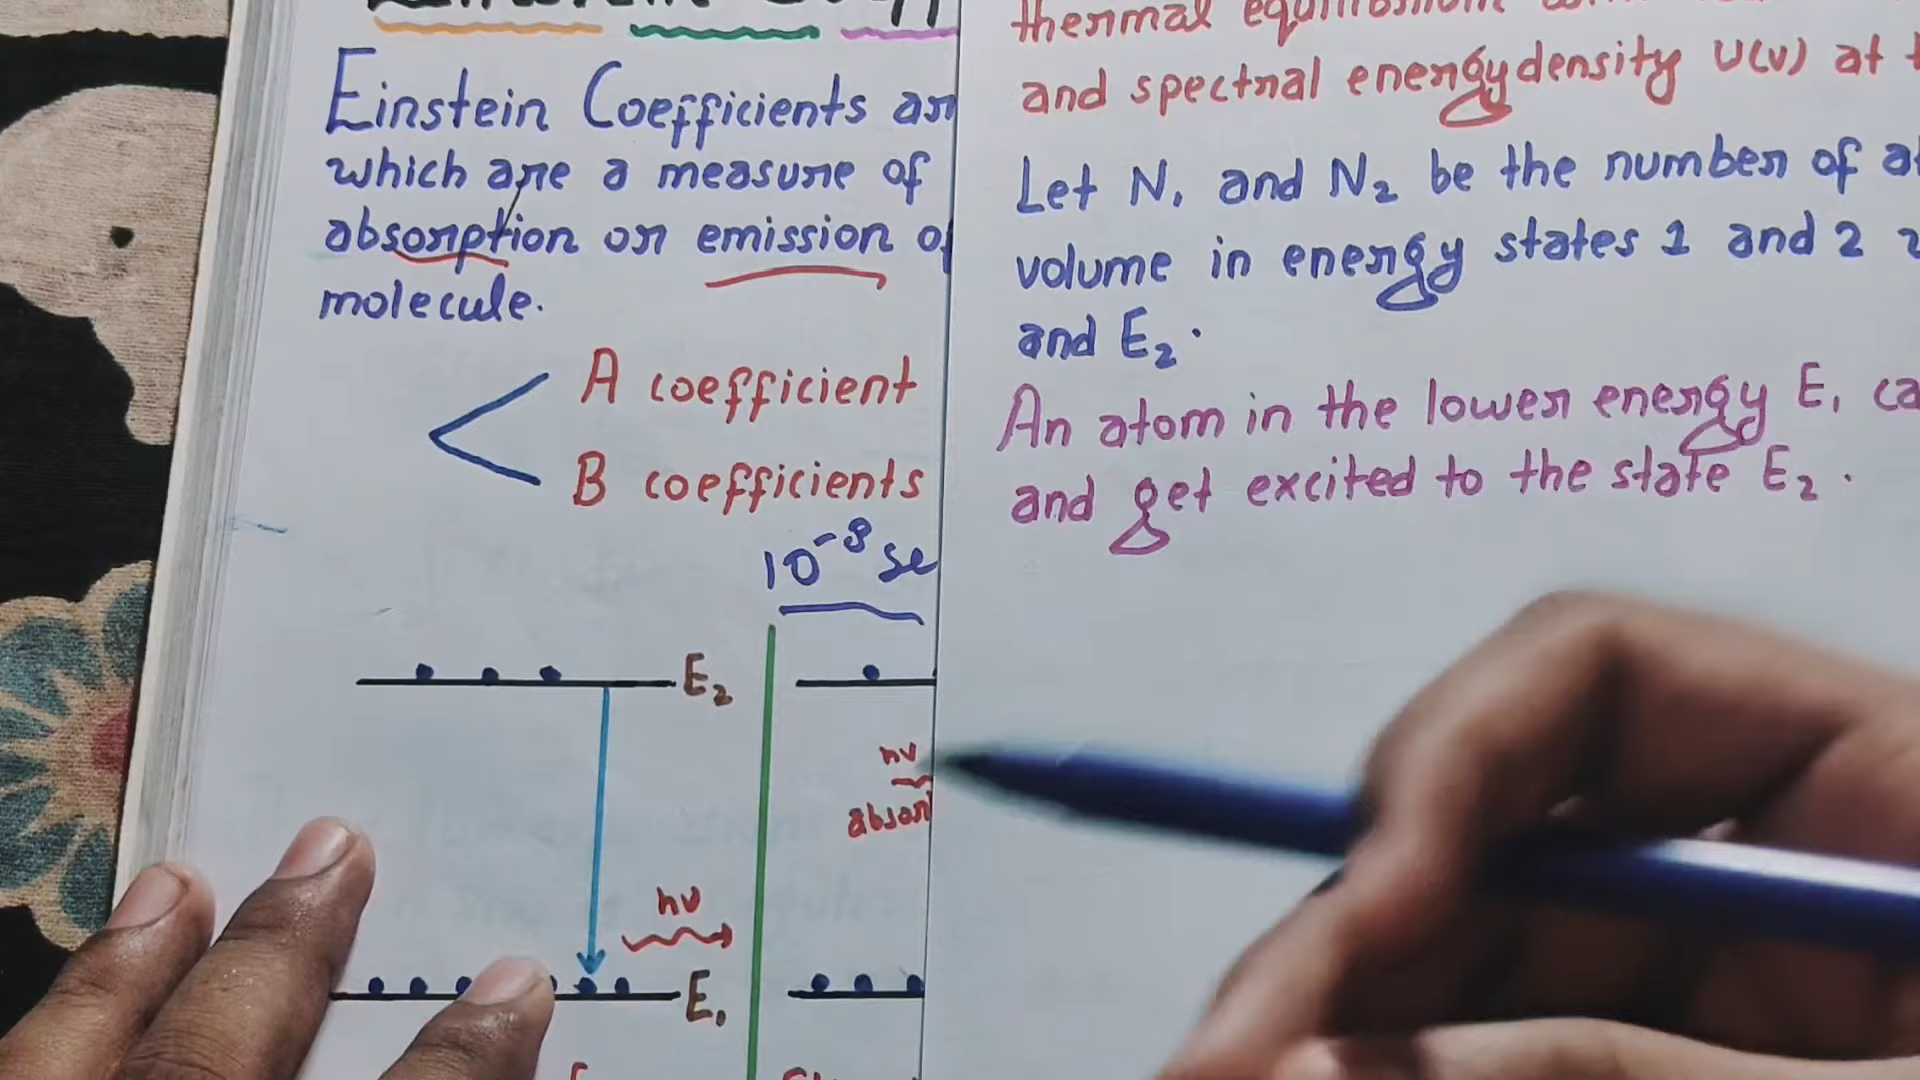 Einstein
Einstein Coefficients
which are a measure of
absorption or emission
molecule.
A coefficient
B coefficients
10⁻⁸
E₂
hν
E₁
hν
thermal
and spectral energy density U(ν) at
Let N₁ and N₂ be the number of
volume in energy states 1 and 2
and E₂.
An atom in the lower energy E₁
and get excited to the state E₂.